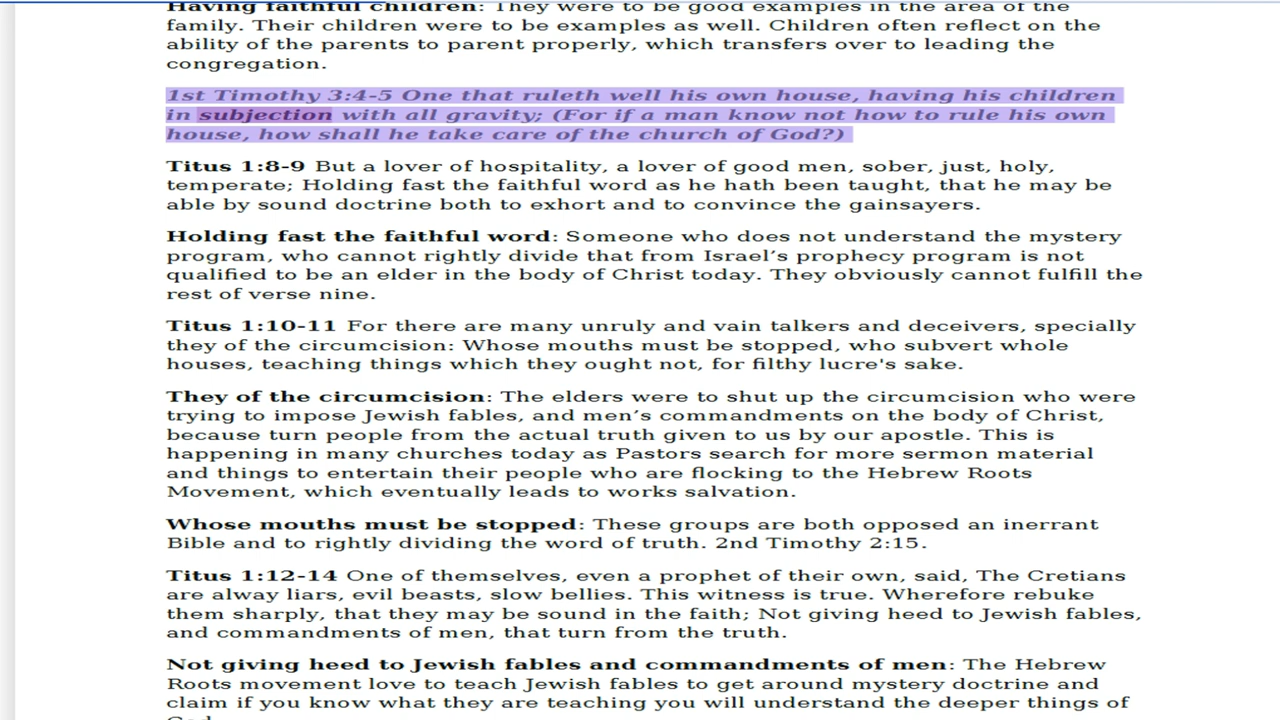 Having faithful children: They were to be good examples in the area of the
family. Their children were to be examples as well. Children often reflect on the
ability of the parents to parent properly, which transfers over to leading the
congregation.
1st Timothy 3:4-5 One that ruleth well his own house, having his children
in subjection with all gravity; (For if a man know not how to rule his own
house, how shall he take care of the church of God?)
Titus 1:8-9 But a lover of hospitality, a lover of good men, sober, just, holy,
temperate; Holding fast the faithful word as he hath been taught, that he may be
able by sound doctrine both to exhort and to convince the gainsayers.
Holding fast the faithful word: Someone who does not understand the mystery
program, who cannot rightly divide that from Israel’s prophecy program is not
qualified to be an elder in the body of Christ today. They obviously cannot fulfill the
rest of verse nine.
Titus 1:10-11 For there are many unruly and vain talkers and deceivers, specially
they of the circumcision: Whose mouths must be stopped, who subvert whole
houses, teaching things which they ought not, for filthy lucre's sake.
They of the circumcision: The elders were to shut up the circumcision who were
trying to impose Jewish fables, and men’s commandments on the body of Christ,
because turn people from the actual truth given to us by our apostle. This is
happening in many churches today as Pastors search for more sermon material
and things to entertain their people who are flocking to the Hebrew Roots
Movement, which eventually leads to works salvation.
Whose mouths must be stopped: These groups are both opposed an inerrant
Bible and to rightly dividing the word of truth. 2nd Timothy 2:15.
Titus 1:12-14 One of themselves, even a prophet of their own, said, The Cretians
are alway liars, evil beasts, slow bellies. This witness is true. Wherefore rebuke
them sharply, that they may be sound in the faith; Not giving heed to Jewish fables,
and commandments of men, that turn from the truth.
Not giving heed to Jewish fables and commandments of men: The Hebrew
Roots movement love to teach Jewish fables to get around mystery doctrine and
claim if you know what they are teaching you will understand the deeper things of